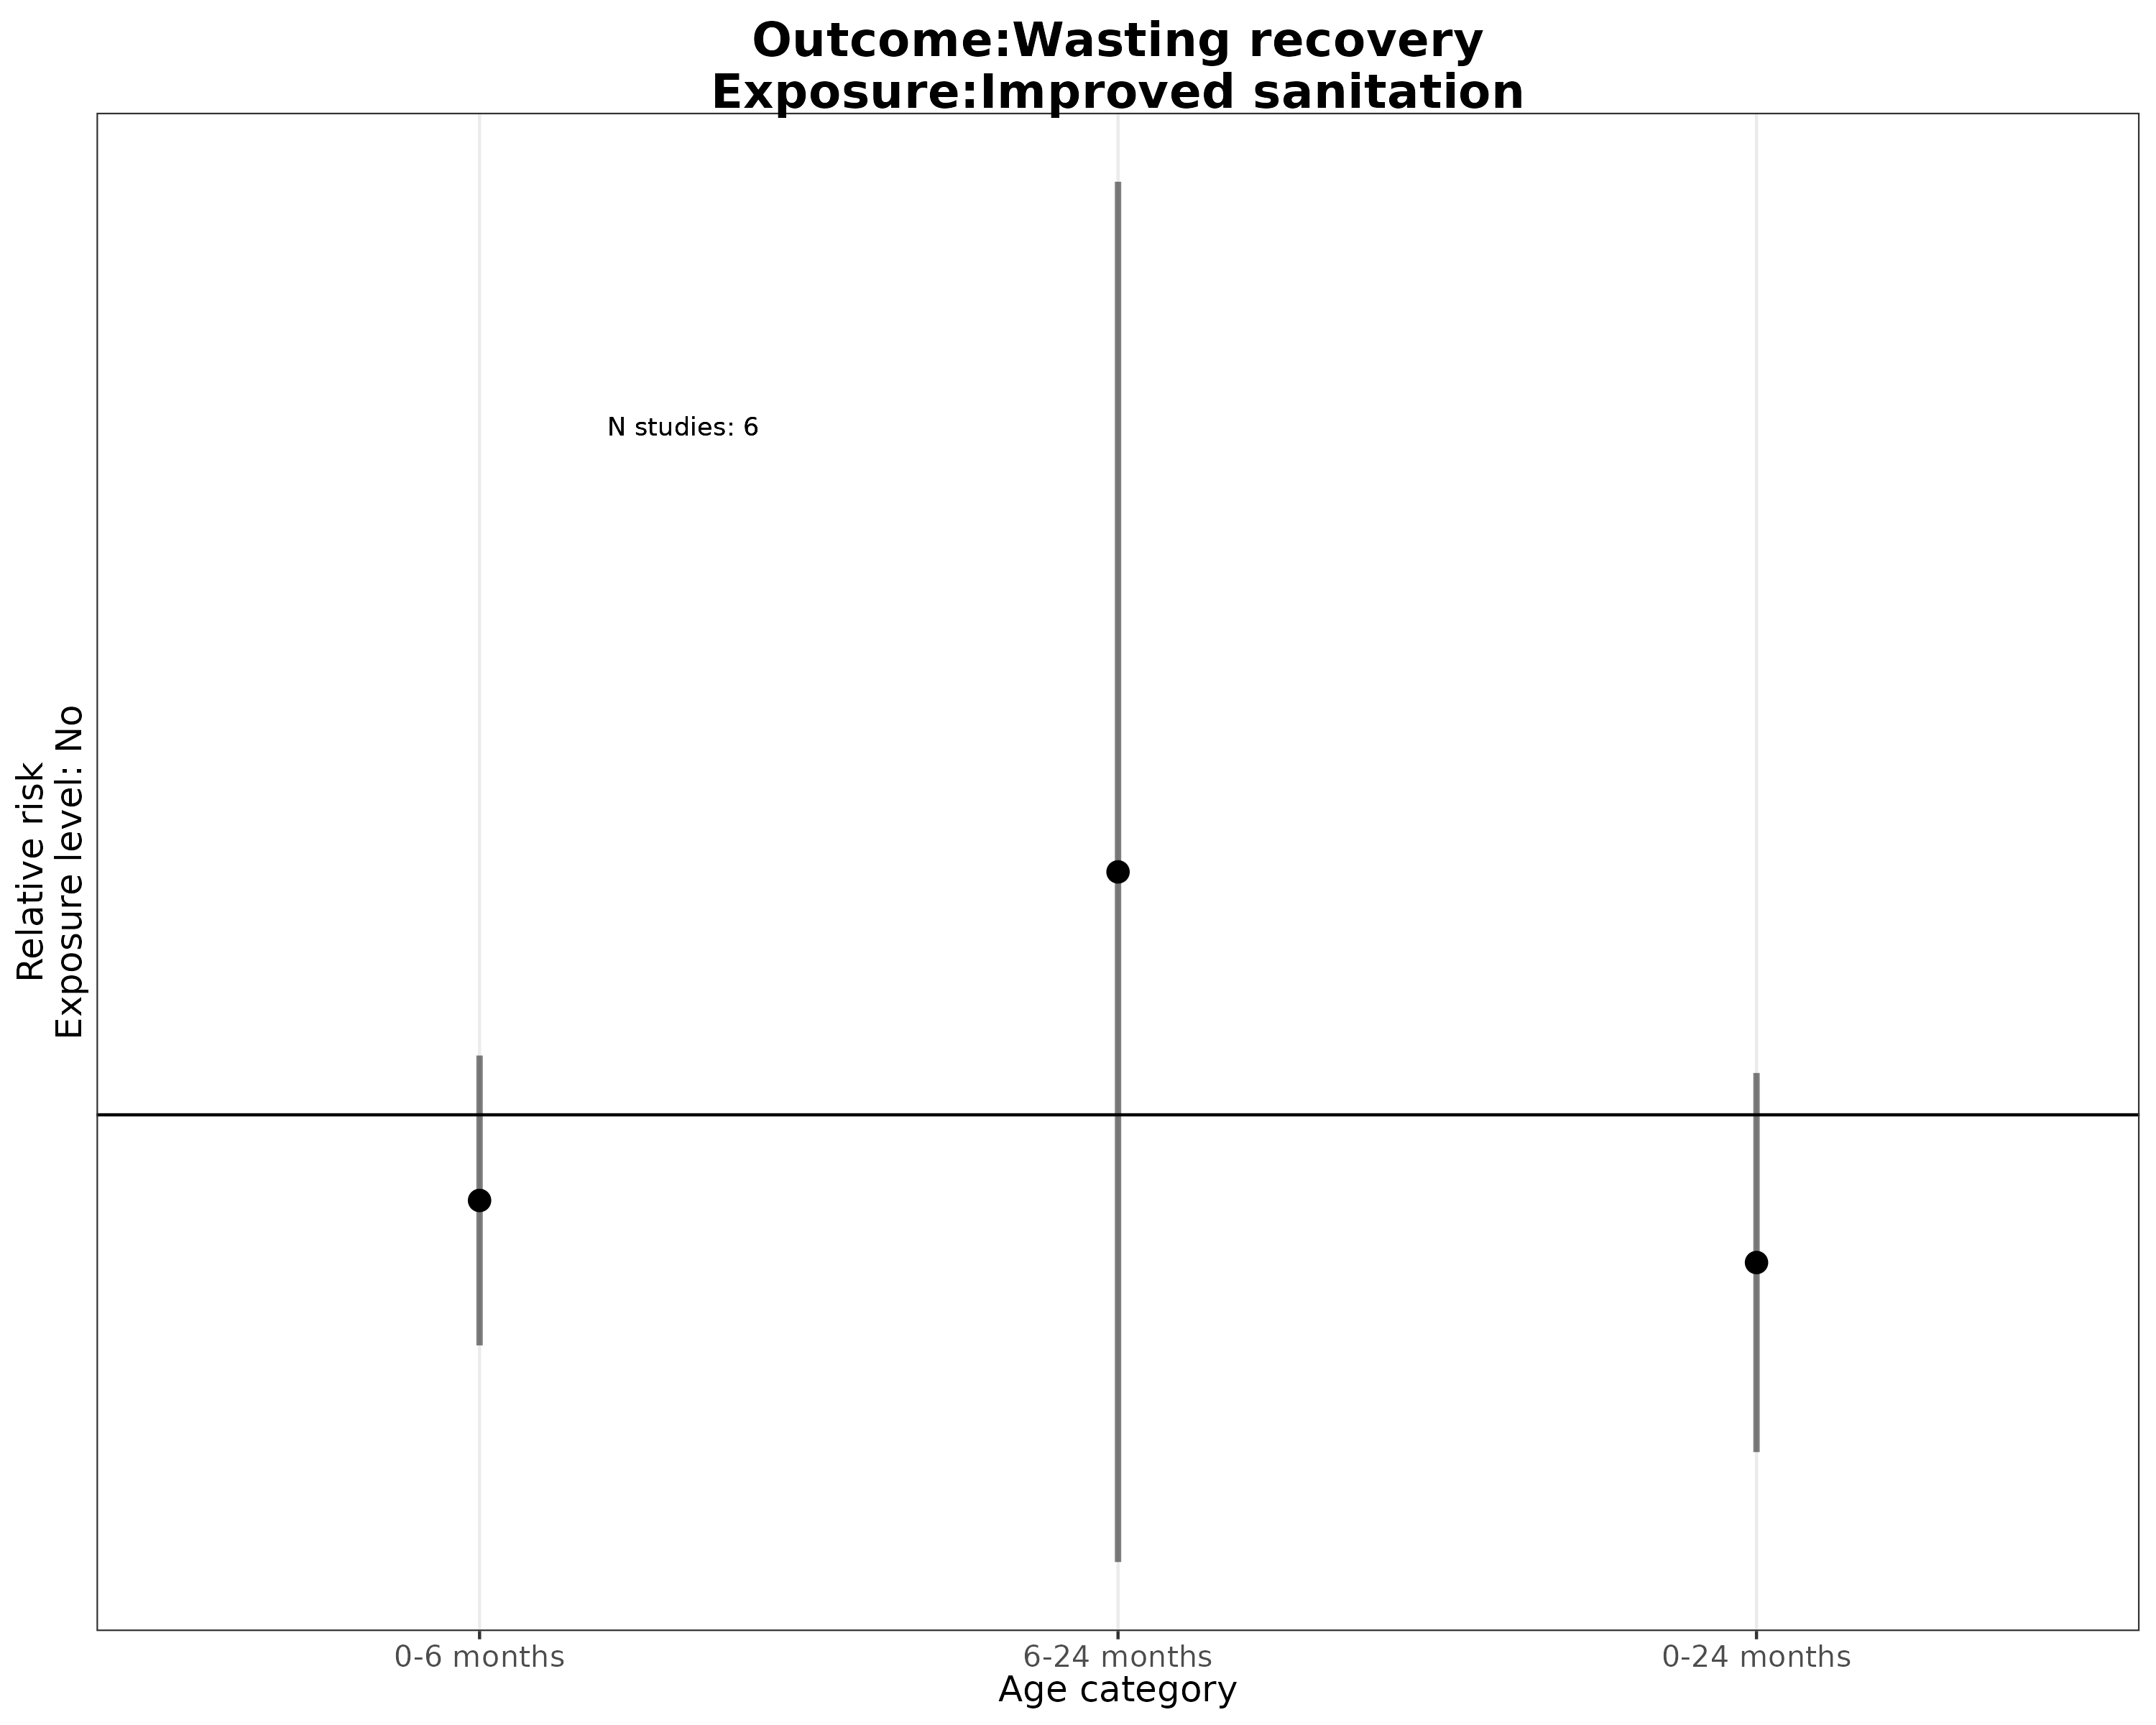 Outcome:Wasting recovery
Exposure:Improved sanitation
N studies: 6
Relative risk
Exposure level: No
0-6 months
6-24 months
0-24 months
Age category